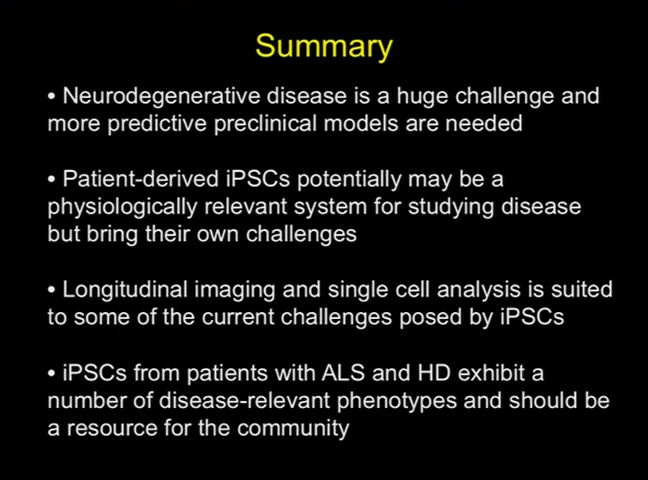 Summary
• Neurodegenerative disease is a huge challenge and
more predictive preclinical models are needed
• Patient-derived iPSCs potentially may be a
physiologically relevant system for studying disease
but bring their own challenges
• Longitudinal imaging and single cell analysis is suited
to some of the current challenges posed by iPSCs
• iPSCs from patients with ALS and HD exhibit a
number of disease-relevant phenotypes and should be
a resource for the community